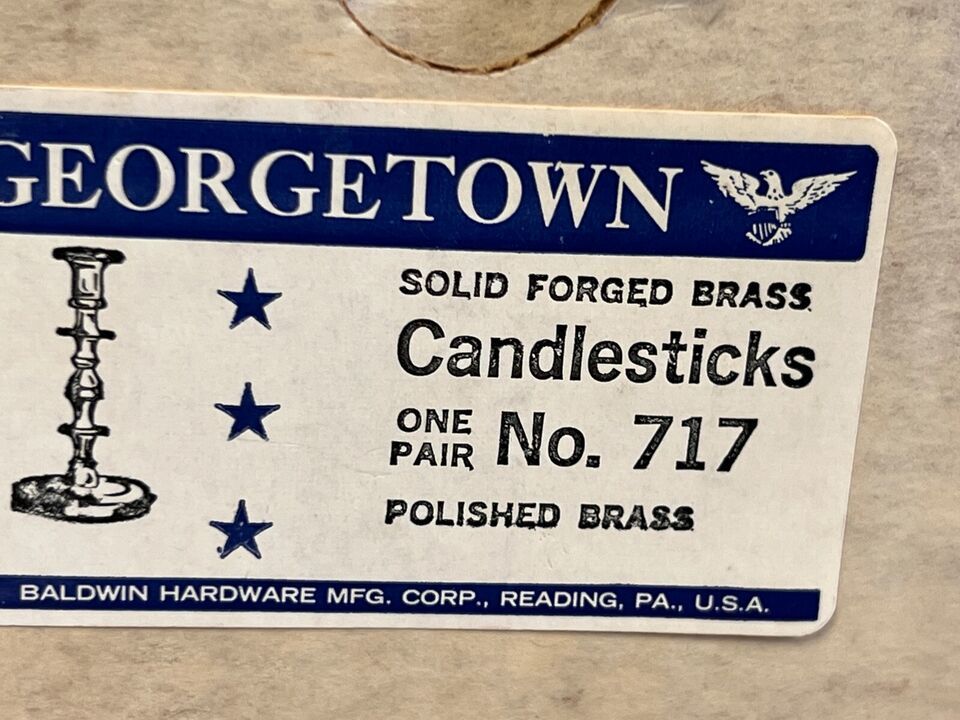 GEORGETOWN
SOLID FORGED BRASS
Candlesticks
ONE PAIR No. 717
POLISHED BRASS
BALDWIN HARDWARE MFG. CORP., READING, PA., U.S.A.